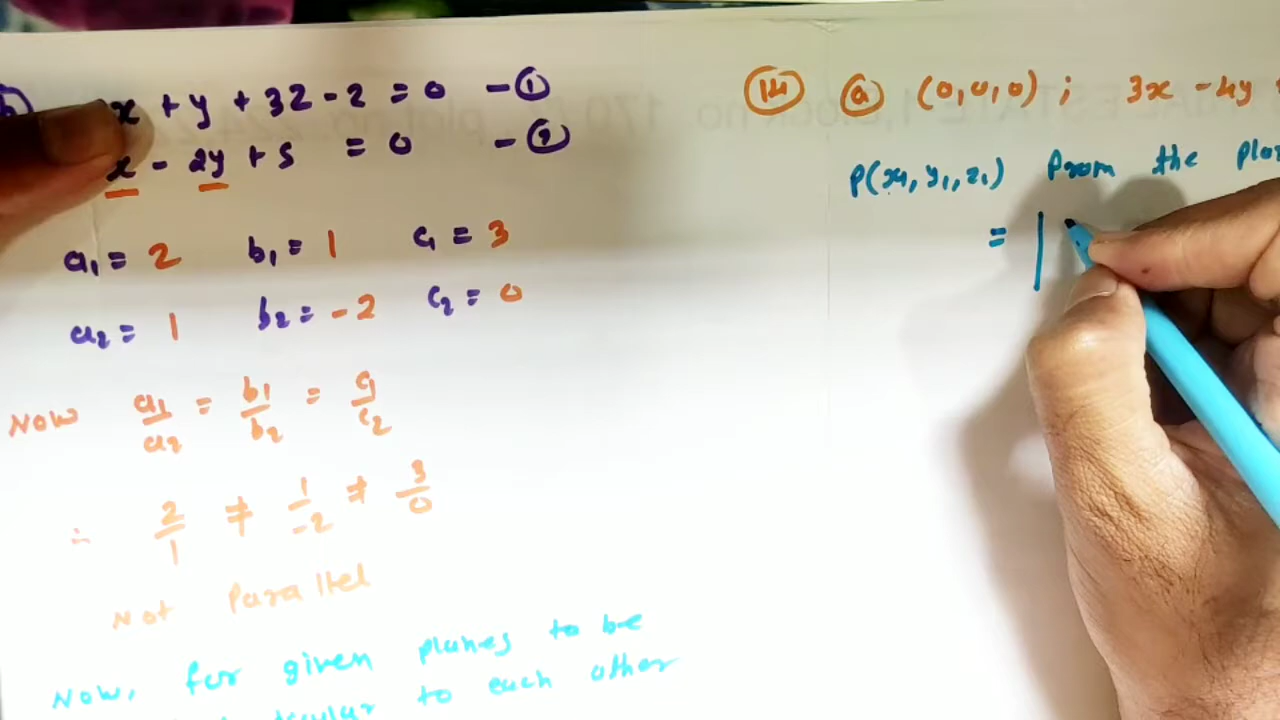 x + y + 3z - 2 = 0 - ①
x - 2y + 5 = 0 - ②
a₁ = 2 b₁ = 1 c₁ = 3
a₂ = 1 b₂ = -2 c₂ = 0
Now a₁/a₂ = b₁/b₂ = c₁/c₂
∴ 2/1 ≠ 1/-2 ≠ 3/0
Not Parallel
Now, for given planes to be
to each other
14 a (0,0,0) ; 3x - 4y
P(x₁, y₁, z₁) From the
= |